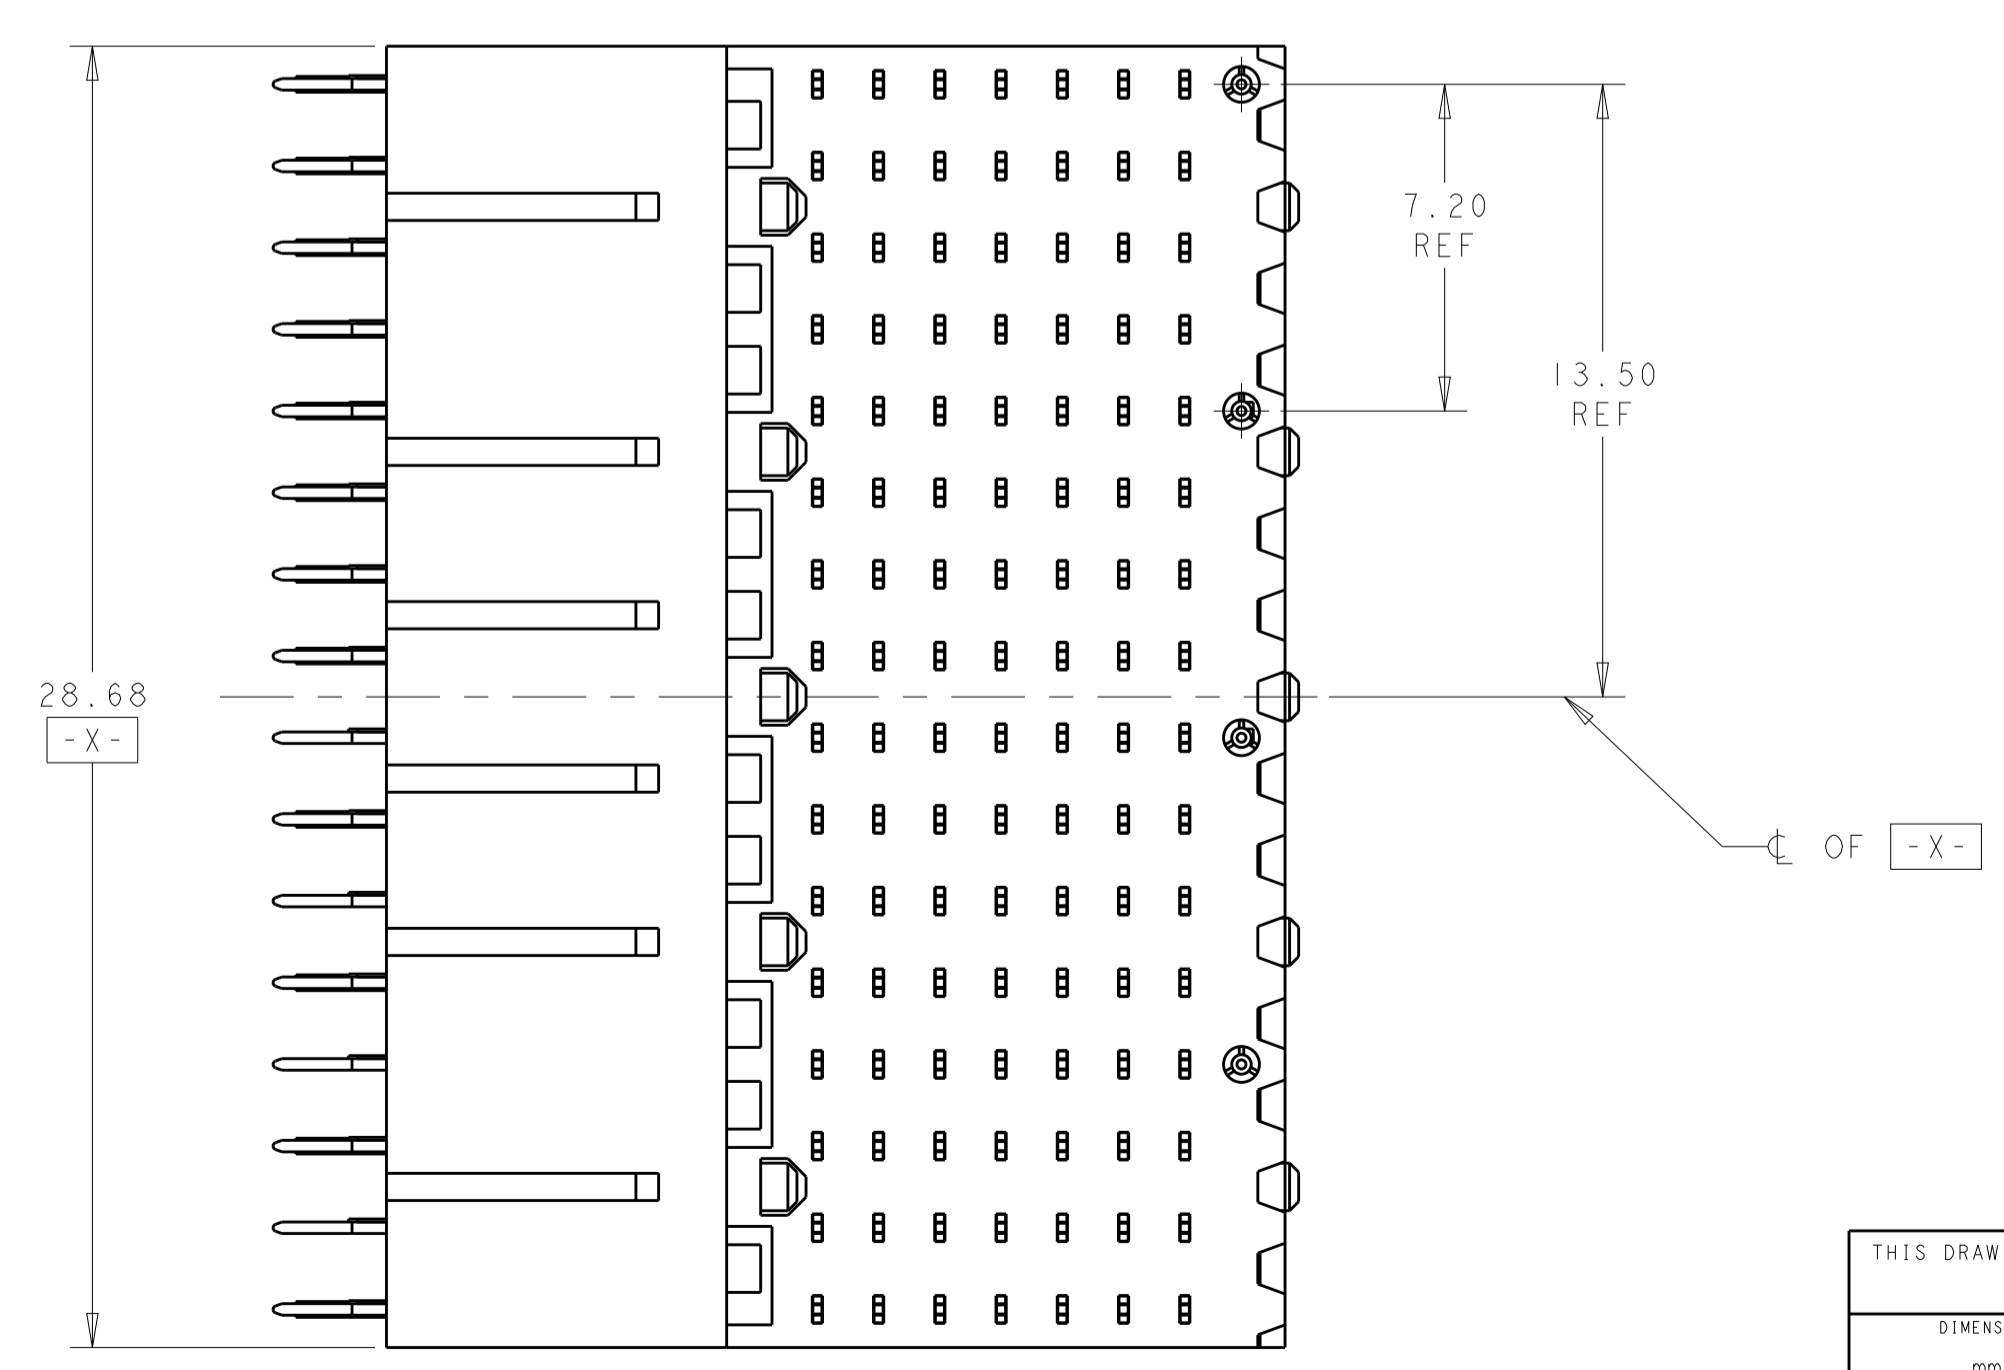 7.20
REF
13.50
REF
28.68
-X-
℄ OF -X-
THIS DRAW
DIMENS
mm